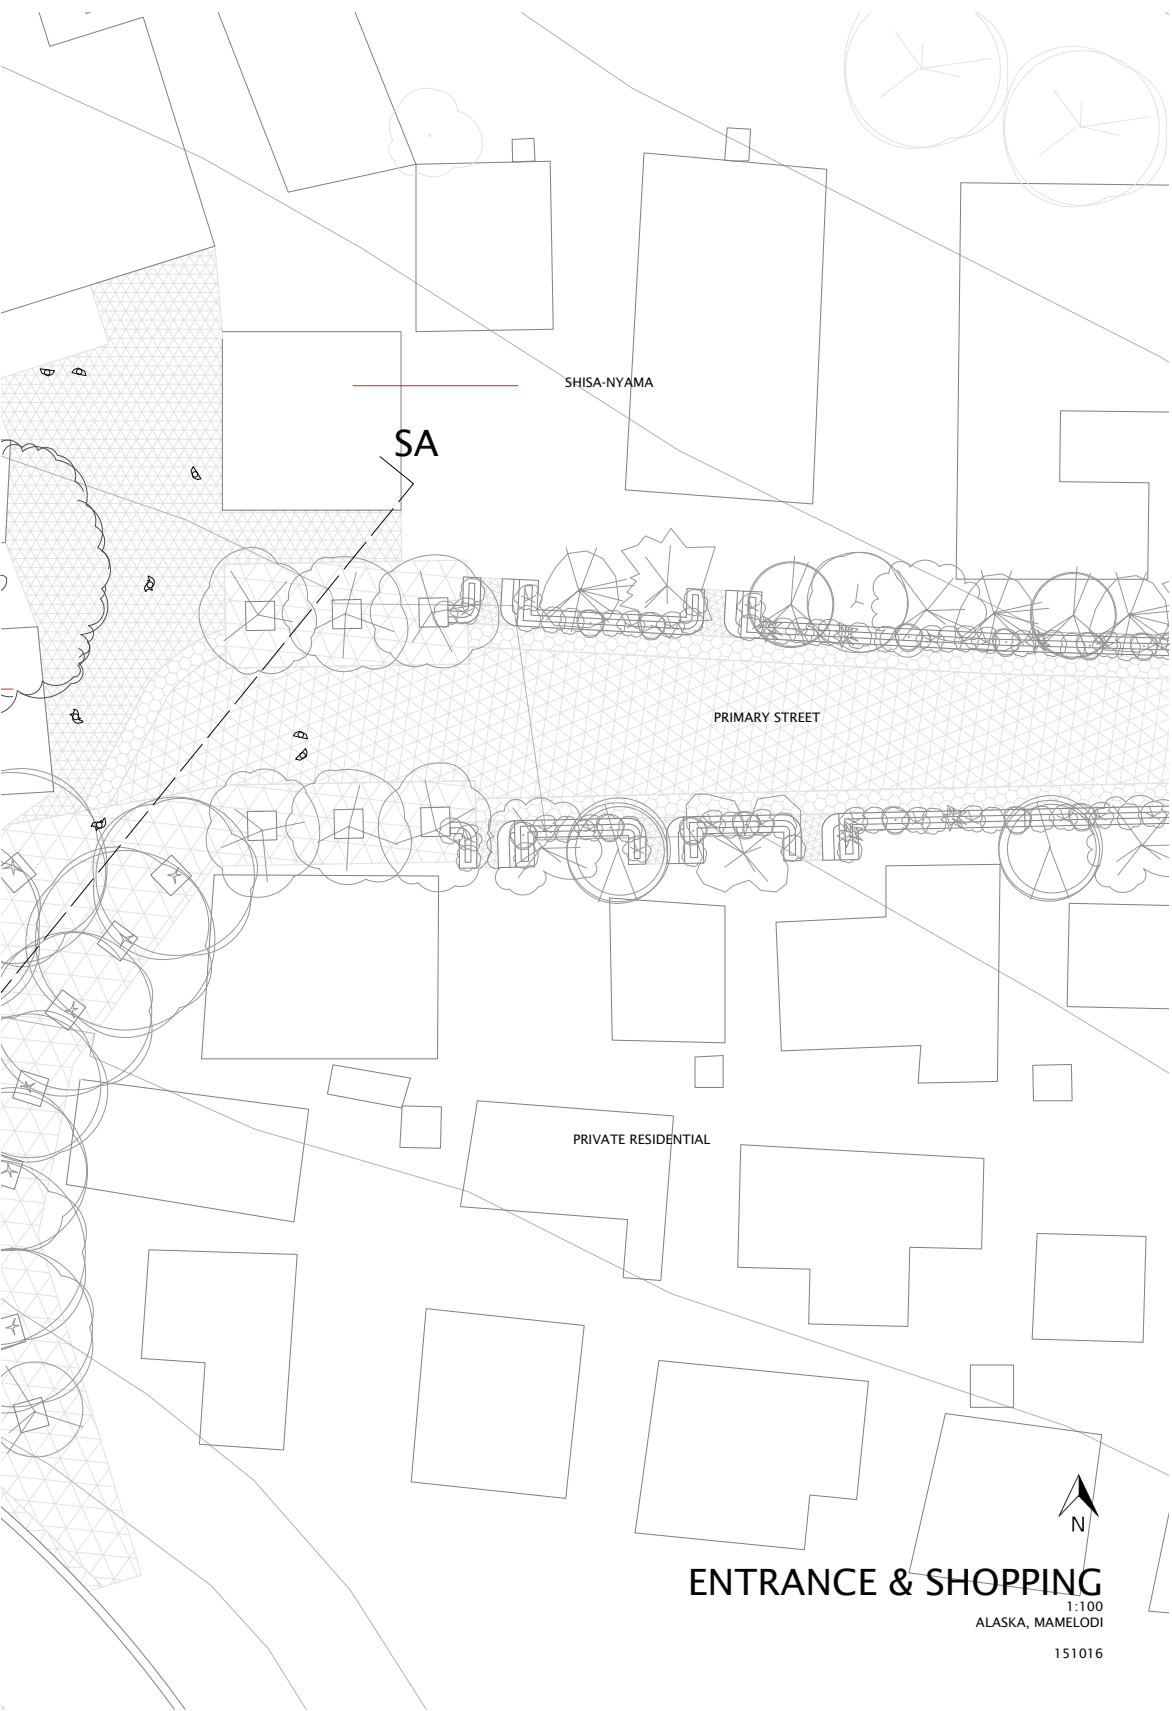 SHISA-NYAMA
SA
PRIMARY STREET
PRIVATE RESIDENTIAL
N
ENTRANCE & SHOPPING
1:100
ALASKA, MAMELODI
151016